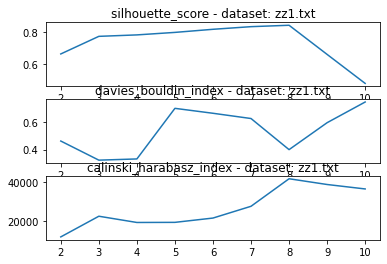 silhouette_score - dataset: zz1.txt
0.8
0.6
2 3 4 5 6 7 8 9 10
davies_bouldin_index - dataset: zz1.txt
0.6
0.4
2 3 4 5 6 7 8 9 10
calinski_harabasz_index - dataset: zz1.txt
40000
20000
2 3 4 5 6 7 8 9 10